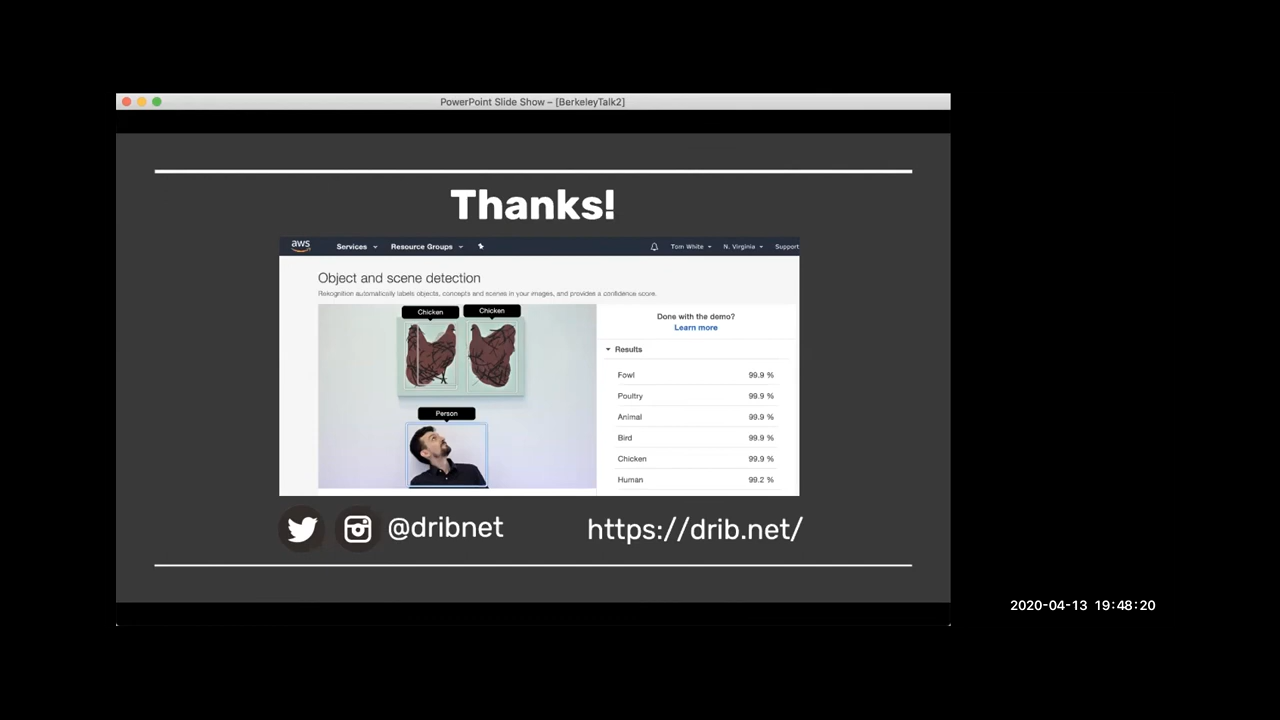 PowerPoint Slide Show – [BerkeleyTalk2]
Thanks!
aws Services Resource Groups Tom White N. Virginia Support
Object and scene detection
Rekognition automatically labels objects, concepts and scenes in your images, and provides a confidence score.
Chicken Chicken
Person
Done with the demo?
Learn more
Results
Fowl 99.9 %
Poultry 99.9 %
Animal 99.9 %
Bird 99.9 %
Chicken 99.9 %
Human 99.2 %
@dribnet https://drib.net/
2020-04-13 19:48:20